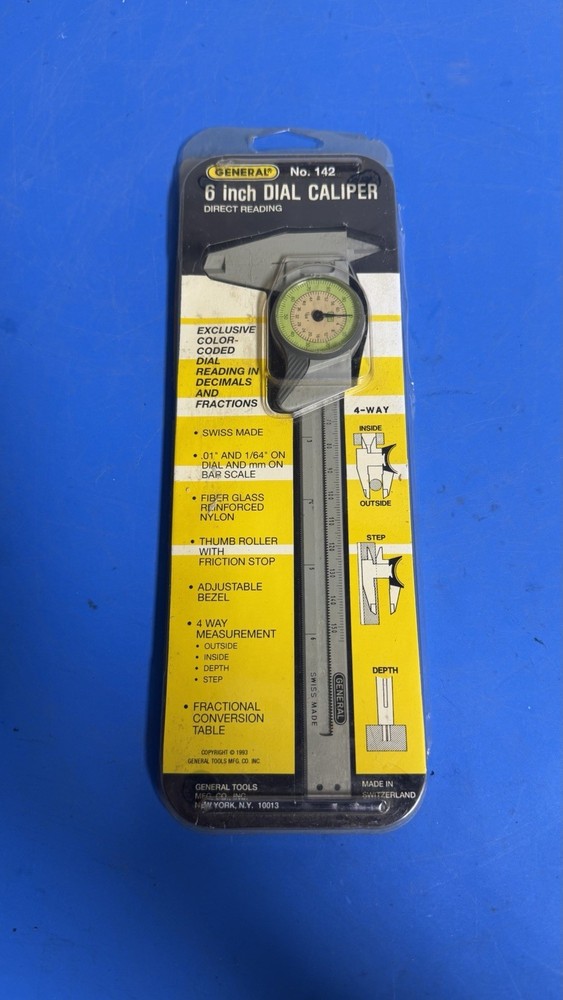 GENERAL® No. 142
6 inch DIAL CALIPER
DIRECT READING
EXCLUSIVE
COLOR-
CODED
DIAL
READING IN
DECIMALS
AND
FRACTIONS
• SWISS MADE
• .01" AND 1/64" ON
DIAL AND mm ON
BAR SCALE
• FIBER GLASS
REINFORCED
NYLON
• THUMB ROLLER
WITH
FRICTION STOP
• ADJUSTABLE
BEZEL
• 4 WAY
MEASUREMENT
• OUTSIDE
• INSIDE
• DEPTH
• STEP
• FRACTIONAL
CONVERSION
TABLE
COPYRIGHT © 1993
GENERAL TOOLS MFG. CO. INC.
GENERAL TOOLS
MFG. CO., INC.
NEW YORK, N.Y. 10013
4-WAY
INSIDE
OUTSIDE
STEP
DEPTH
MADE IN
SWITZERLAND
SWISS MADE
GENERAL